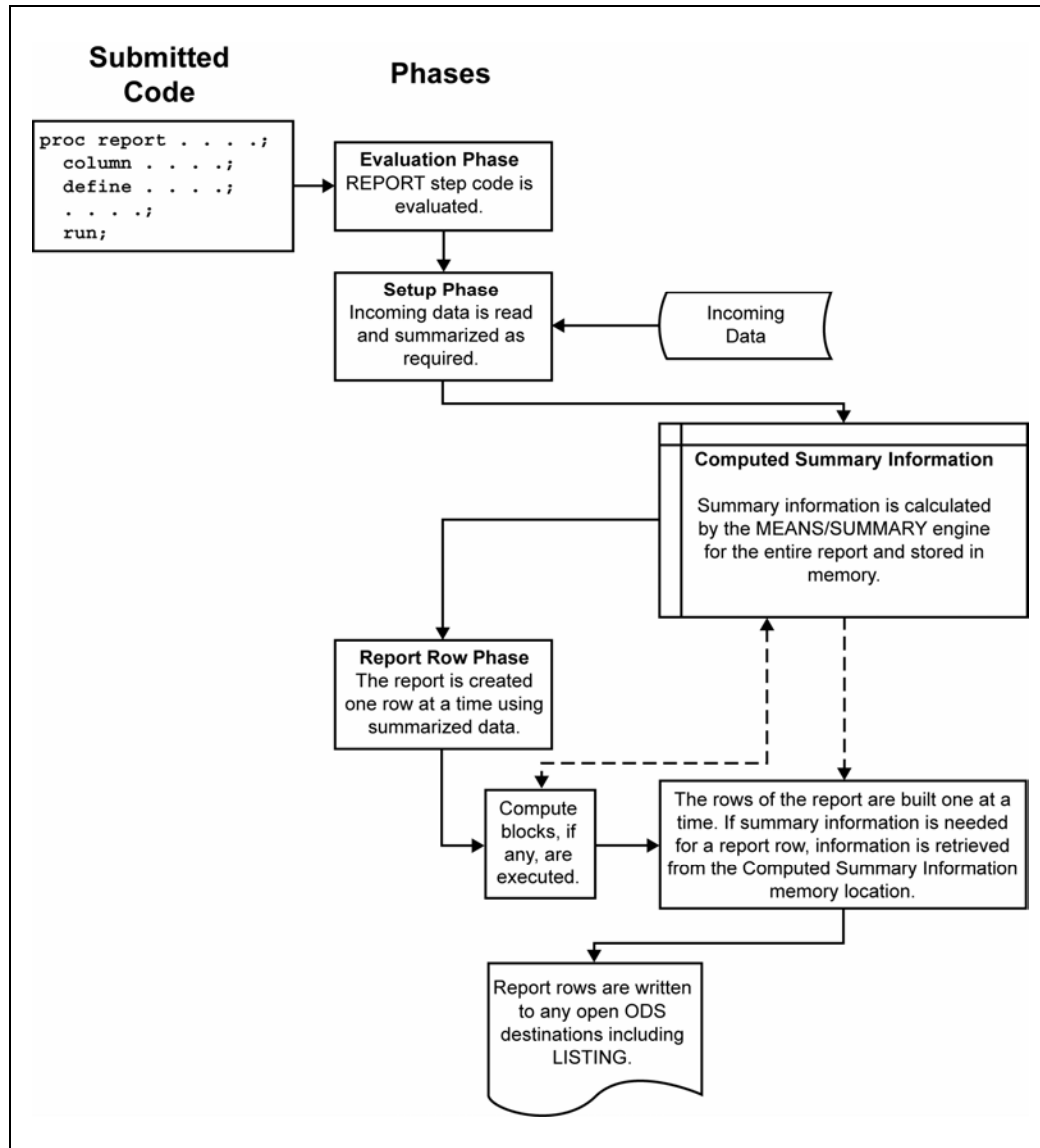 Submitted
Code
Phases
proc report . . . .;
column . . . .;
define . . . .;
. . . .;
run;
Evaluation Phase
REPORT step code is
evaluated.
Setup Phase
Incoming data is read
and summarized as
required.
Incoming
Data
Computed Summary Information
Summary information is calculated
by the MEANS/SUMMARY engine
for the entire report and stored in
memory.
Report Row Phase
The report is created
one row at a time using
summarized data.
Compute
blocks, if
any, are
executed.
The rows of the report are built one at a
time. If summary information is needed
for a report row, information is retrieved
from the Computed Summary Information
memory location.
Report rows are written
to any open ODS
destinations including
LISTING.